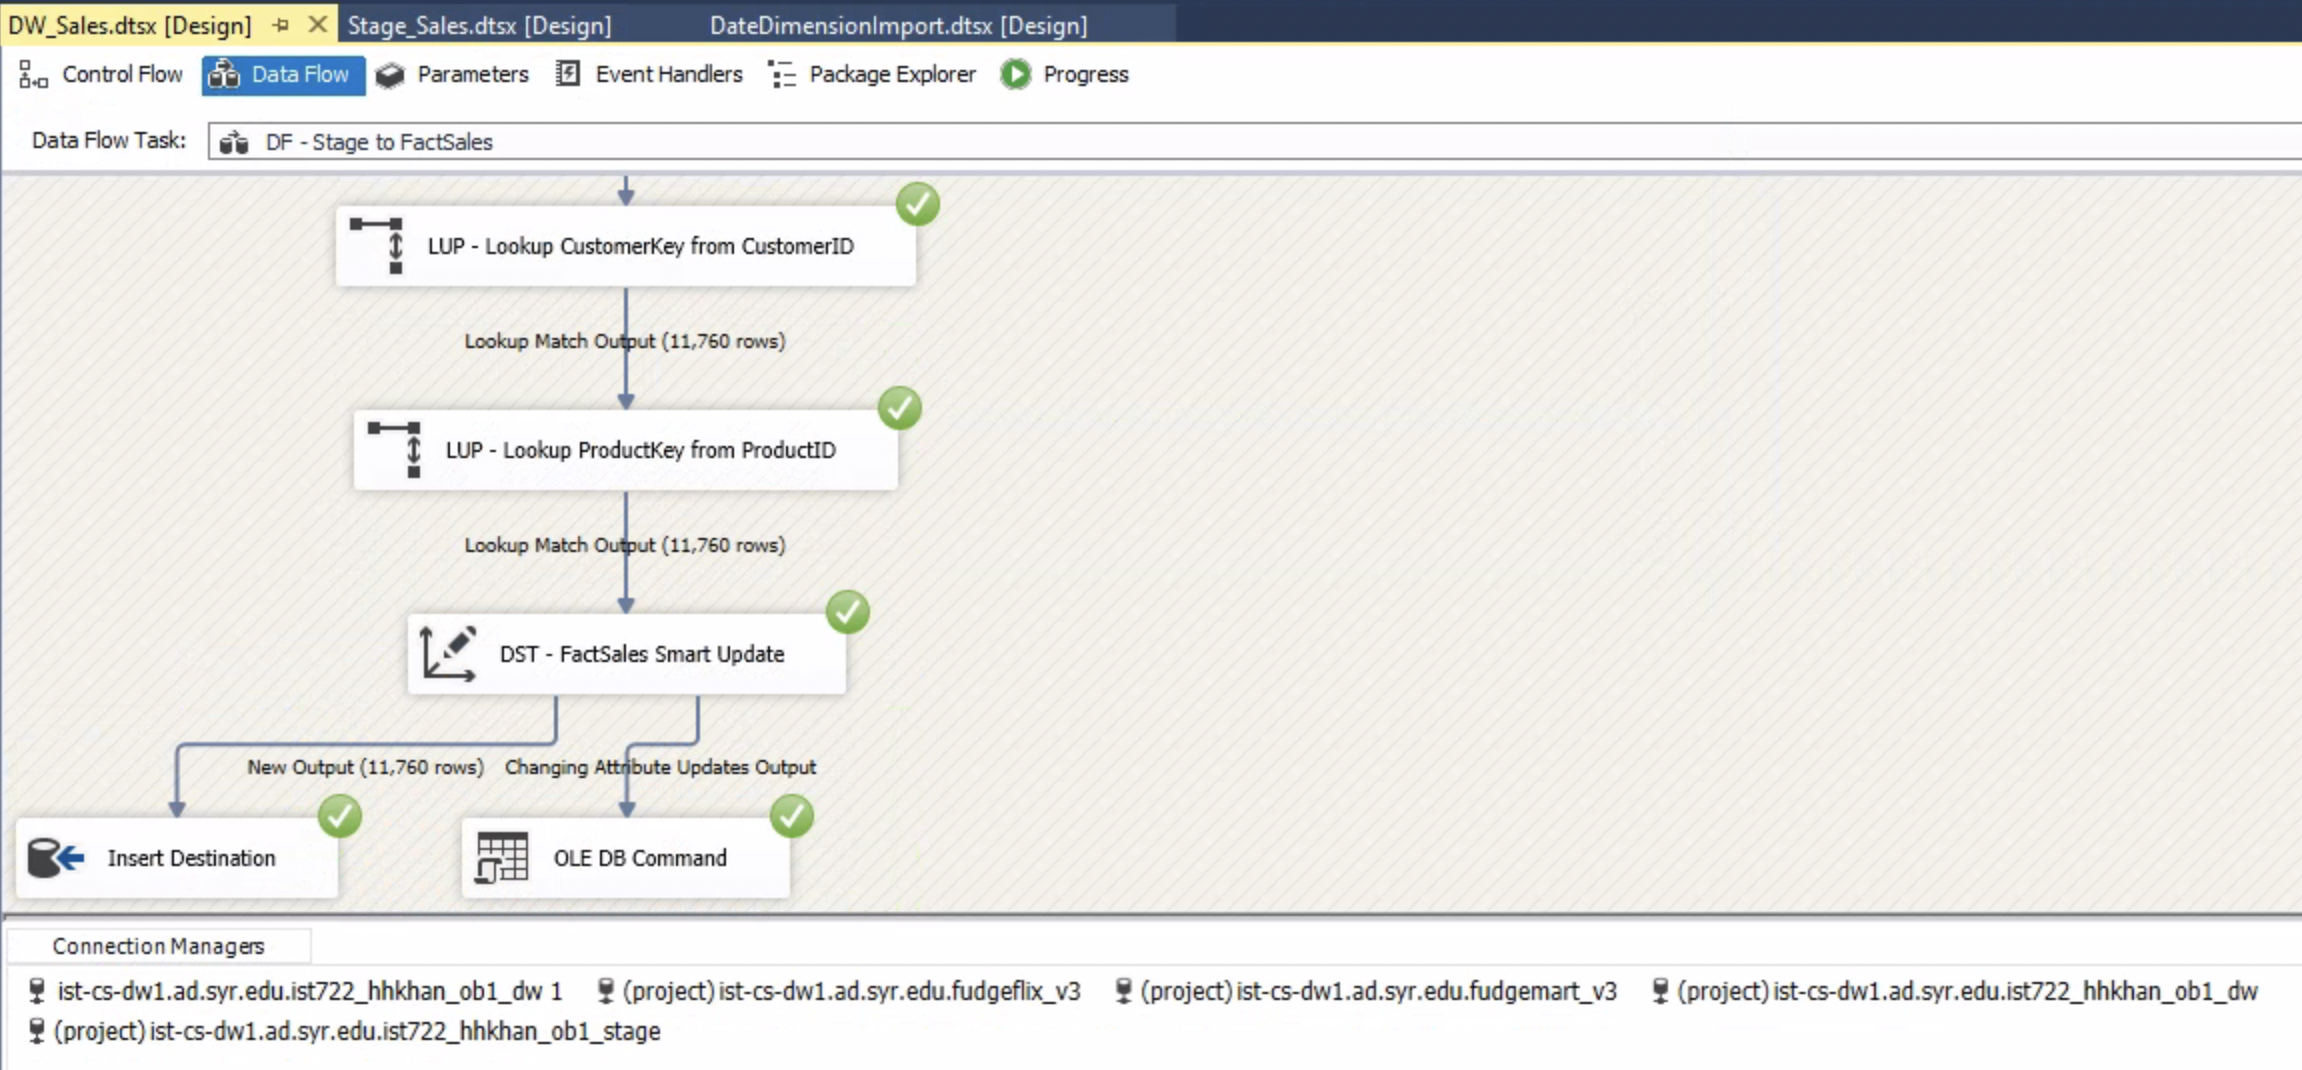 DW_Sales.dtsx [Design] Stage_Sales.dtsx [Design] DateDimensionImport.dtsx [Design]
Control Flow Data Flow Parameters Event Handlers Package Explorer Progress
Data Flow Task: DF - Stage to FactSales
LUP - Lookup CustomerKey from CustomerID
Lookup Match Output (11,760 rows)
LUP - Lookup ProductKey from ProductID
Lookup Match Output (11,760 rows)
DST - FactSales Smart Update
New Output (11,760 rows) Changing Attribute Updates Output
Insert Destination OLE DB Command
Connection Managers
ist-cs-dw1.ad.syr.edu.ist722_hhkhan_ob1_dw 1 (project) ist-cs-dw1.ad.syr.edu.fudgeflix_v3 (project) ist-cs-dw1.ad.syr.edu.fudgemart_v3 (project) ist-cs-dw1.ad.syr.edu.ist722_hhkhan_ob1_dw
(project) ist-cs-dw1.ad.syr.edu.ist722_hhkhan_ob1_stage